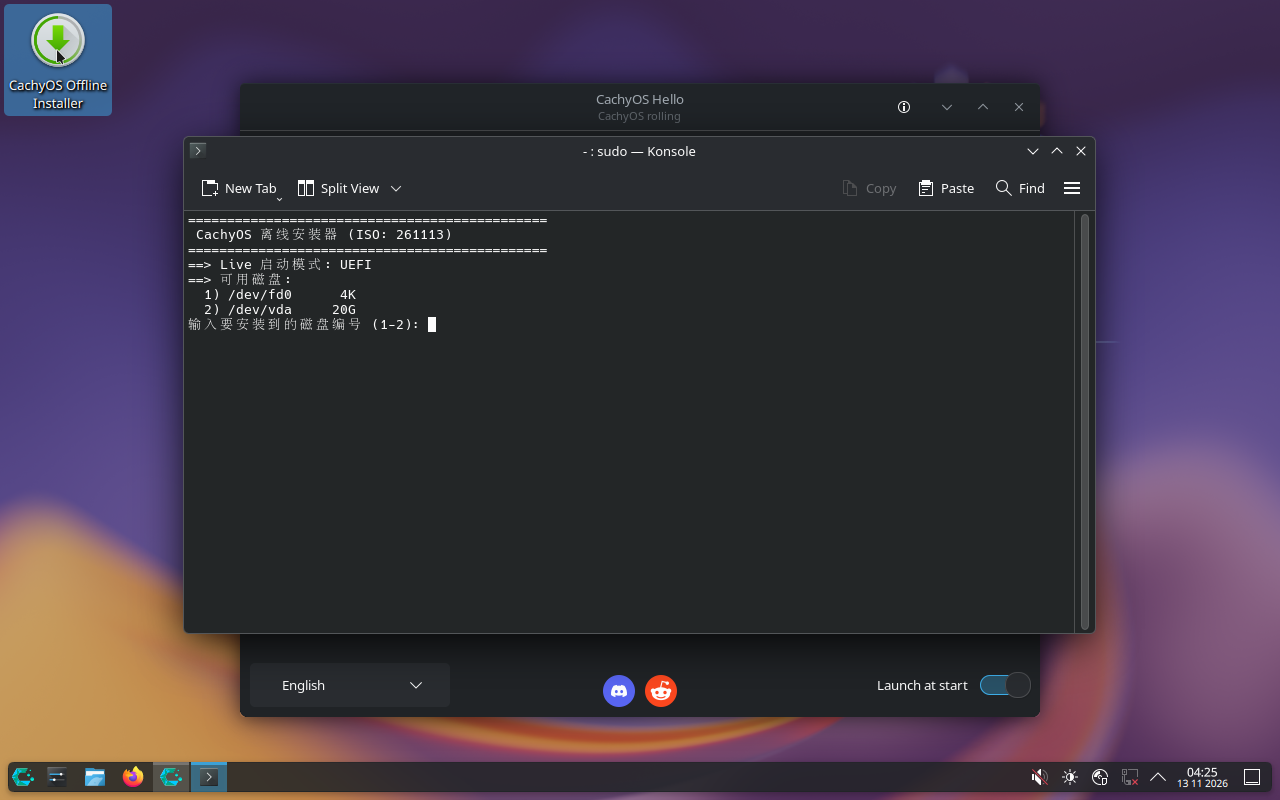 CachyOS Offline
Installer
CachyOS Hello
CachyOS rolling
- : sudo — Konsole
New Tab
Split View
Copy
Paste
Find
=============================================
CachyOS 离线安装器 (ISO: 261113)
=============================================
==> Live 启动模式: UEFI
==> 可用磁盘:
1) /dev/fd0      4K
2) /dev/vda     20G
输入要安装到的磁盘编号 (1-2):
English
Launch at start
04:25
13 11 2026